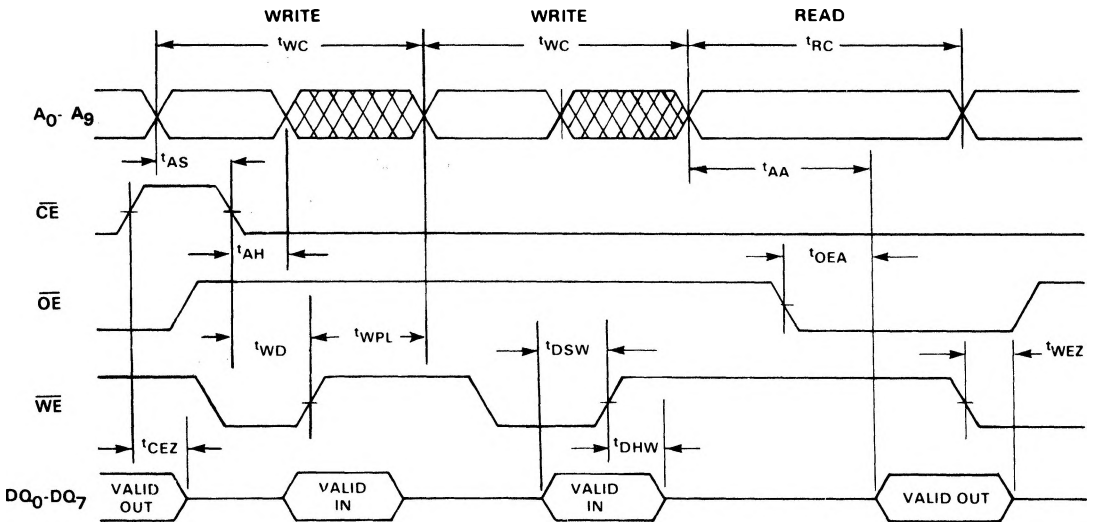 WRITE WRITE READ
tWC tWC tRC
A0- A9
tAS
tAA
CE
tAH
tOEA
OE
tWD tWPL tDSW tWEZ
WE
tCEZ tDHW
DQ0-DQ7 VALID OUT VALID IN VALID IN VALID OUT